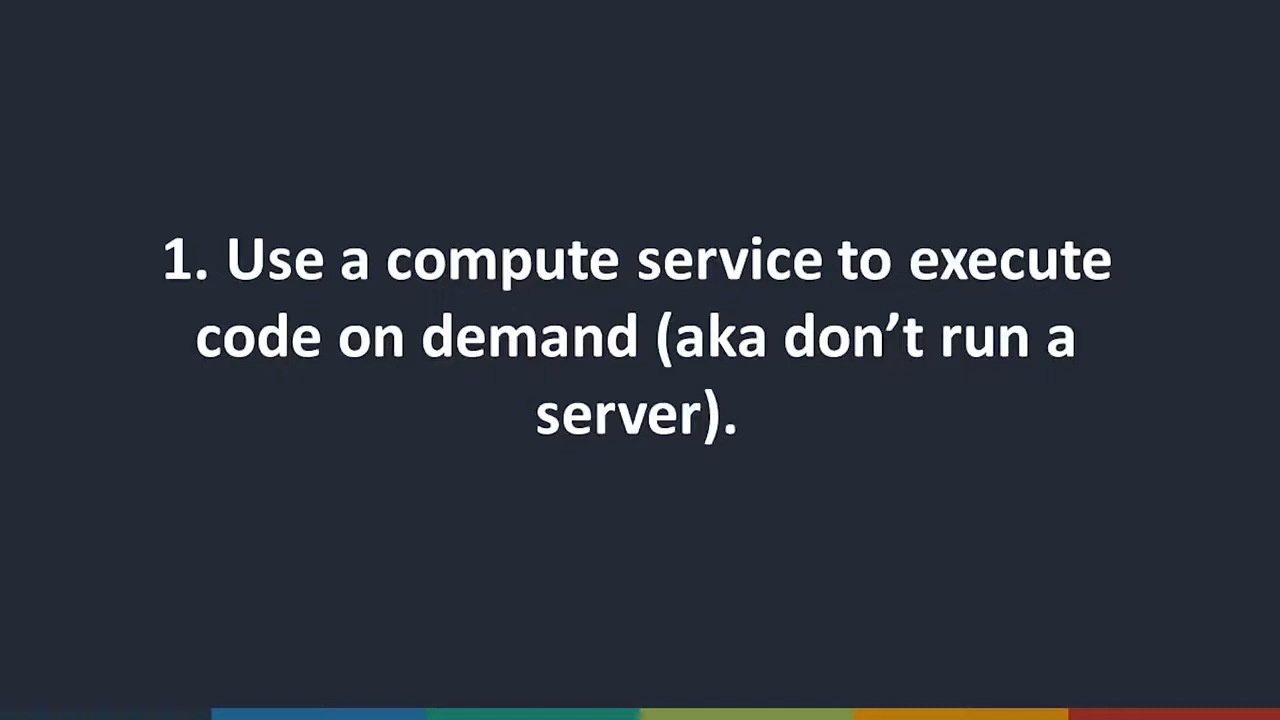 1. Use a compute service to execute
code on demand (aka don’t run a
server).